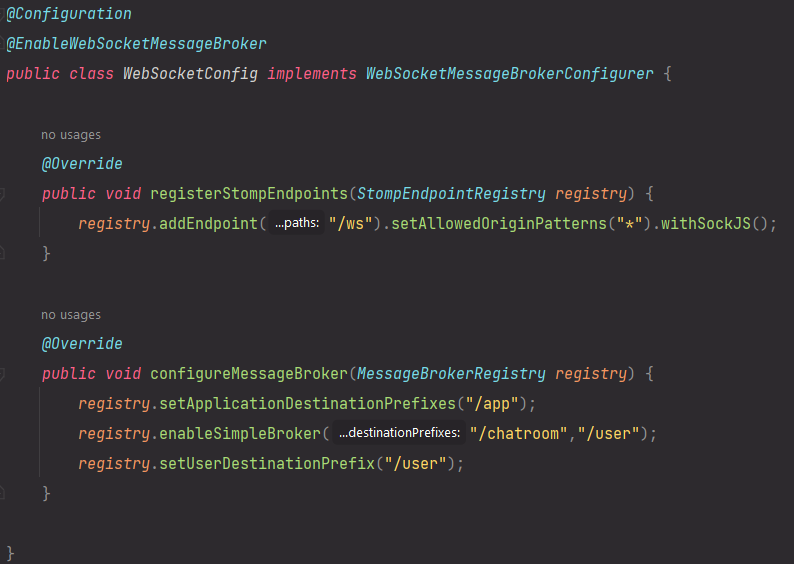 @Configuration
@EnableWebSocketMessageBroker
public class WebSocketConfig implements WebSocketMessageBrokerConfigurer {
no usages
@Override
public void registerStompEndpoints(StompEndpointRegistry registry) {
registry.addEndpoint( ...paths: "/ws").setAllowedOriginPatterns("*").withSockJS();
}
no usages
@Override
public void configureMessageBroker(MessageBrokerRegistry registry) {
registry.setApplicationDestinationPrefixes("/app");
registry.enableSimpleBroker( ...destinationPrefixes: "/chatroom","/user");
registry.setUserDestinationPrefix("/user");
}
}